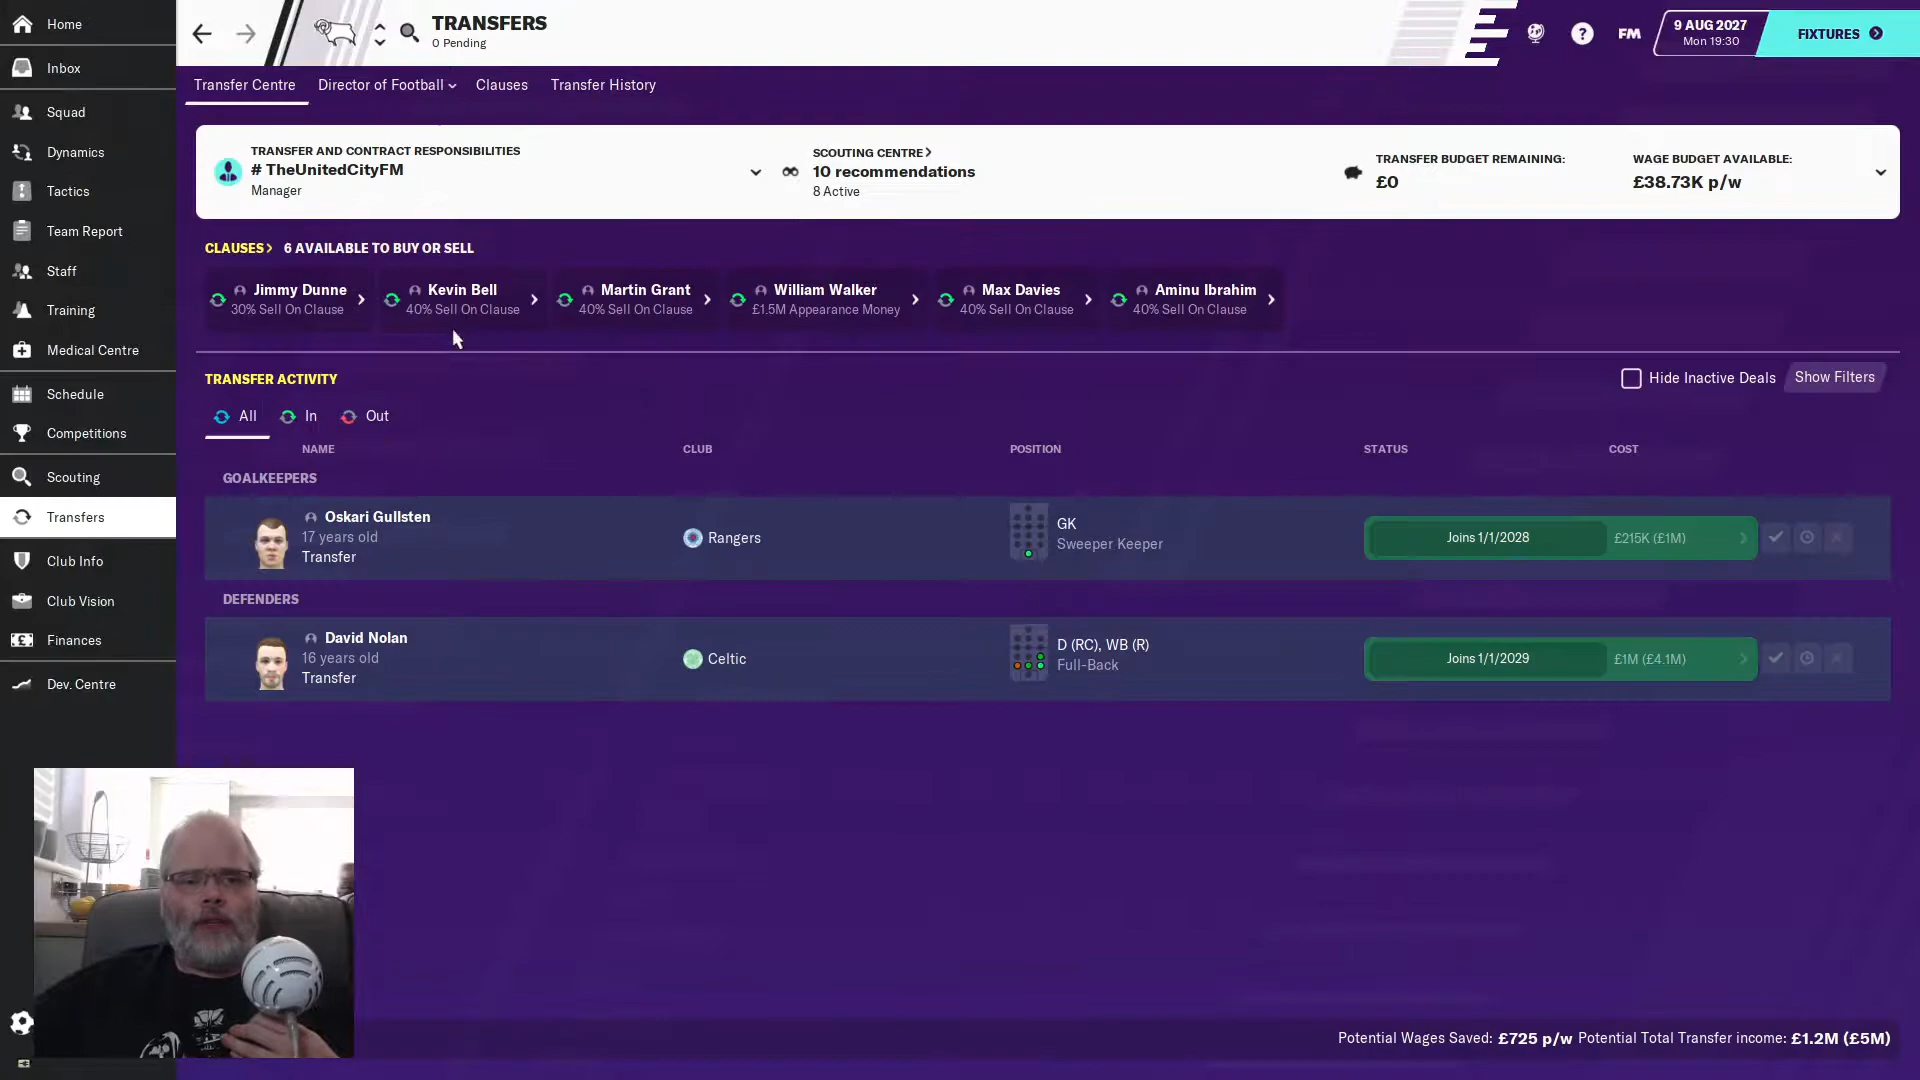 Home
Inbox
Squad
Dynamics
Tactics
Team Report
Staff
Training
Medical Centre
Schedule
Competitions
Scouting
Transfers
Club Info
Club Vision
Finances
Dev. Centre
TRANSFERS
0 Pending
? FM
9 AUG 2027
Mon 19:30
FIXTURES
Transfer Centre Director of Football Clauses Transfer History
TRANSFER AND CONTRACT RESPONSIBILITIES
# TheUnitedCityFM
Manager
SCOUTING CENTRE
10 recommendations
8 Active
TRANSFER BUDGET REMAINING:
£0
WAGE BUDGET AVAILABLE:
£38.73K p/w
CLAUSES 6 AVAILABLE TO BUY OR SELL
Jimmy Dunne
30% Sell On Clause
Kevin Bell
40% Sell On Clause
Martin Grant
40% Sell On Clause
William Walker
£1.5M Appearance Money
Max Davies
40% Sell On Clause
Aminu Ibrahim
40% Sell On Clause
TRANSFER ACTIVITY
Hide Inactive Deals Show Filters
All In Out
NAME CLUB POSITION STATUS COST
GOALKEEPERS
Oskari Gullsten
17 years old
Transfer
Rangers
GK
Sweeper Keeper
Joins 1/1/2028 £215K (£1M)
DEFENDERS
David Nolan
16 years old
Transfer
Celtic
D (RC), WB (R)
Full-Back
Joins 1/1/2029 £1M (£4.1M)
Potential Wages Saved: £725 p/w Potential Total Transfer income: £1.2M (£5M)